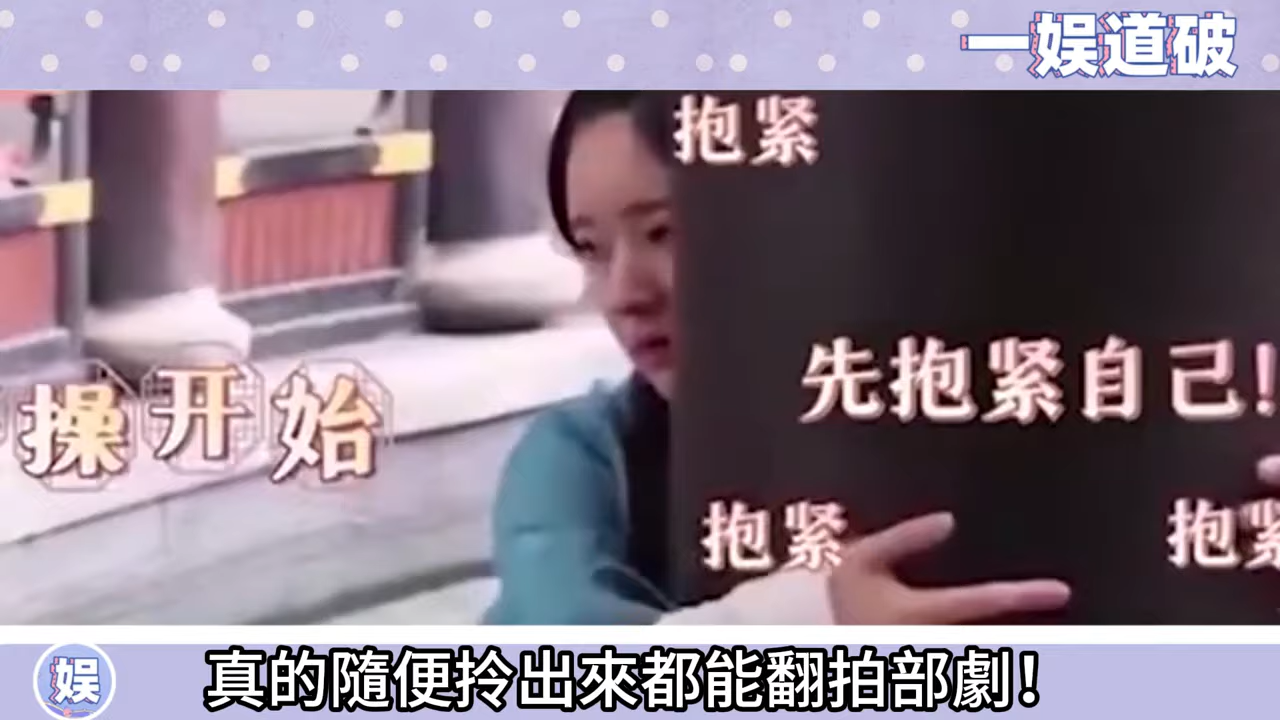 一娱道破
抱紧
先抱紧自己!
操开始
抱紧
抱紧
娱
真的隨便拎出來都能翻拍部劇！